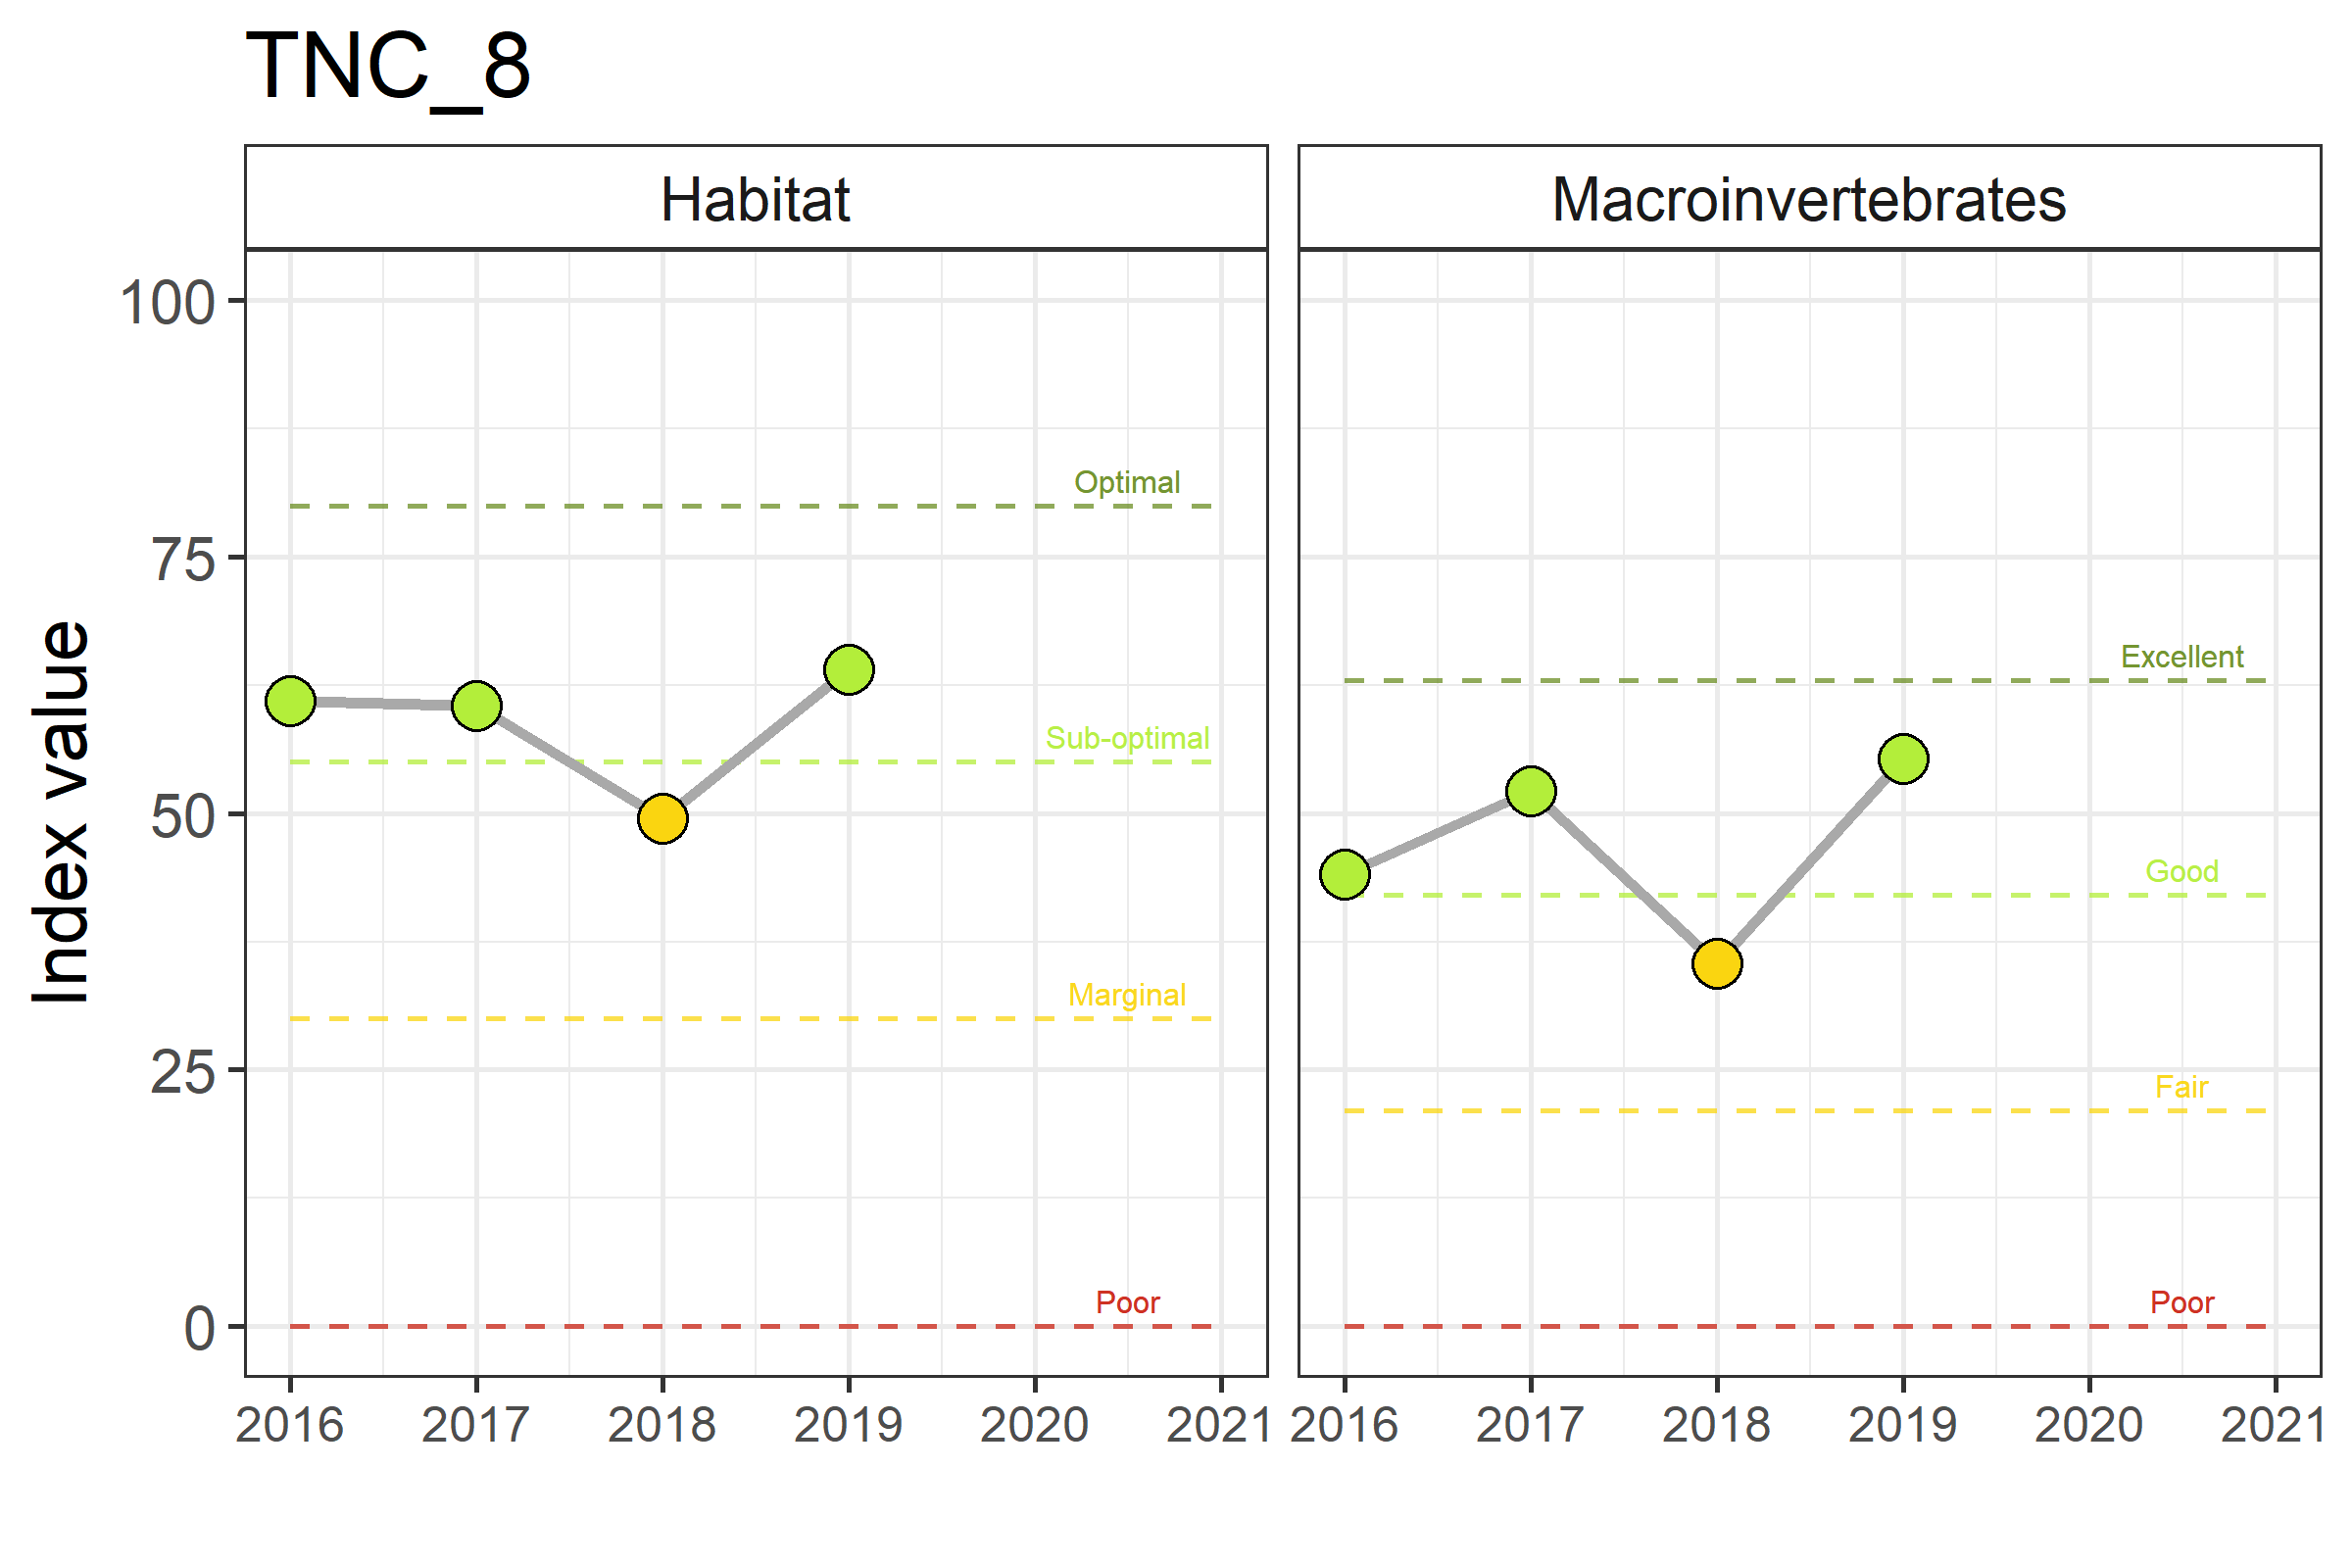 TNC_8
Habitat
Macroinvertebrates
Index value
100
75
50
25
0
Optimal
Sub-optimal
Marginal
Poor
Excellent
Good
Fair
Poor
2016 2017 2018 2019 2020 2021
2016 2017 2018 2019 2020 2021